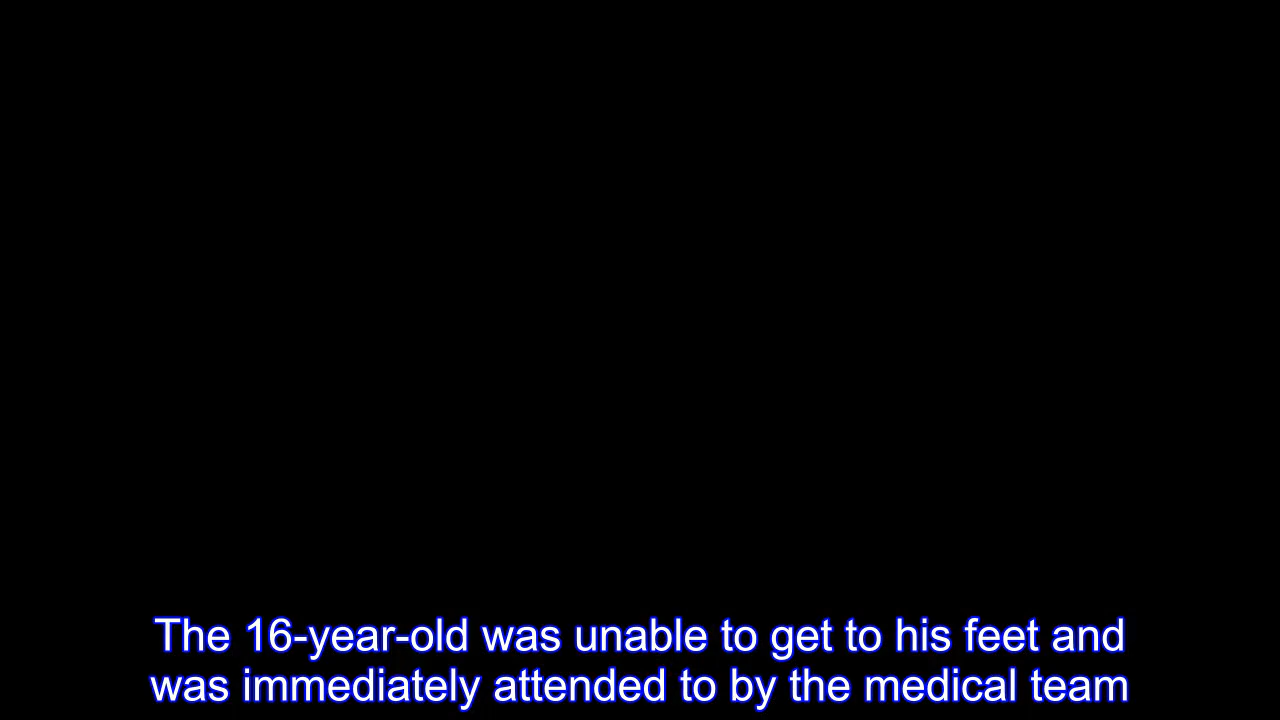 The 16-year-old was unable to get to his feet and
was immediately attended to by the medical team